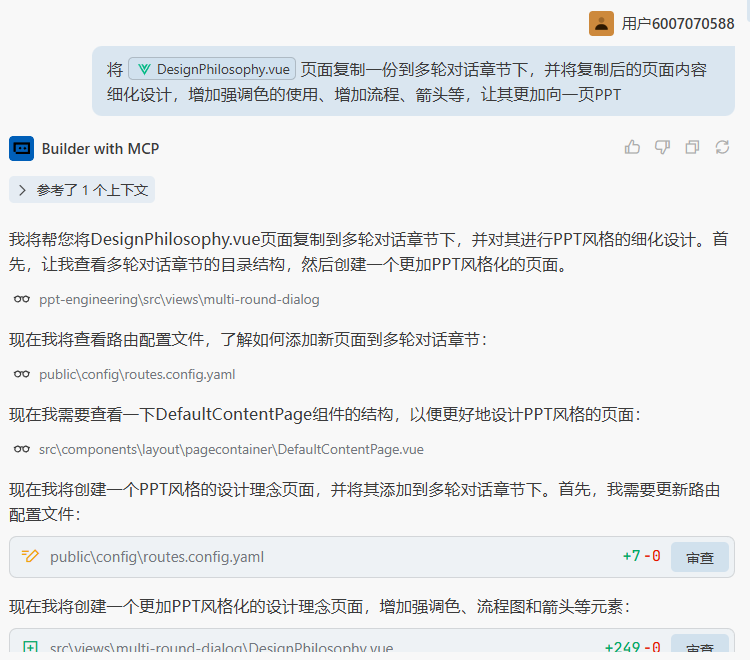 用户6007070588
将 DesignPhilosophy.vue 页面复制一份到多轮对话章节下，并将复制后的页面内容
细化设计，增加强调色的使用、增加流程、箭头等，让其更加向一页PPT
Builder with MCP
参考了 1 个上下文
我将帮您将DesignPhilosophy.vue页面复制到多轮对话章节下，并对其进行PPT风格的细化设计。首
先，让我查看多轮对话章节的目录结构，然后创建一个更加PPT风格化的页面。
ppt-engineering\src\views\multi-round-dialog
现在我将查看路由配置文件，了解如何添加新页面到多轮对话章节：
public\config\routes.config.yaml
现在我需要查看一下DefaultContentPage组件的结构，以便更好地设计PPT风格的页面：
src\components\layout\pagecontainer\DefaultContentPage.vue
现在我将创建一个PPT风格的设计理念页面，并将其添加到多轮对话章节下。首先，我需要更新路由
配置文件：
public\config\routes.config.yaml +7 -0 审查
现在我将创建一个更加PPT风格化的设计理念页面，增加强调色、流程图和箭头等元素：
src\views\multi-round-dialog\DesignPhilosophy.vue +249 -0 审查